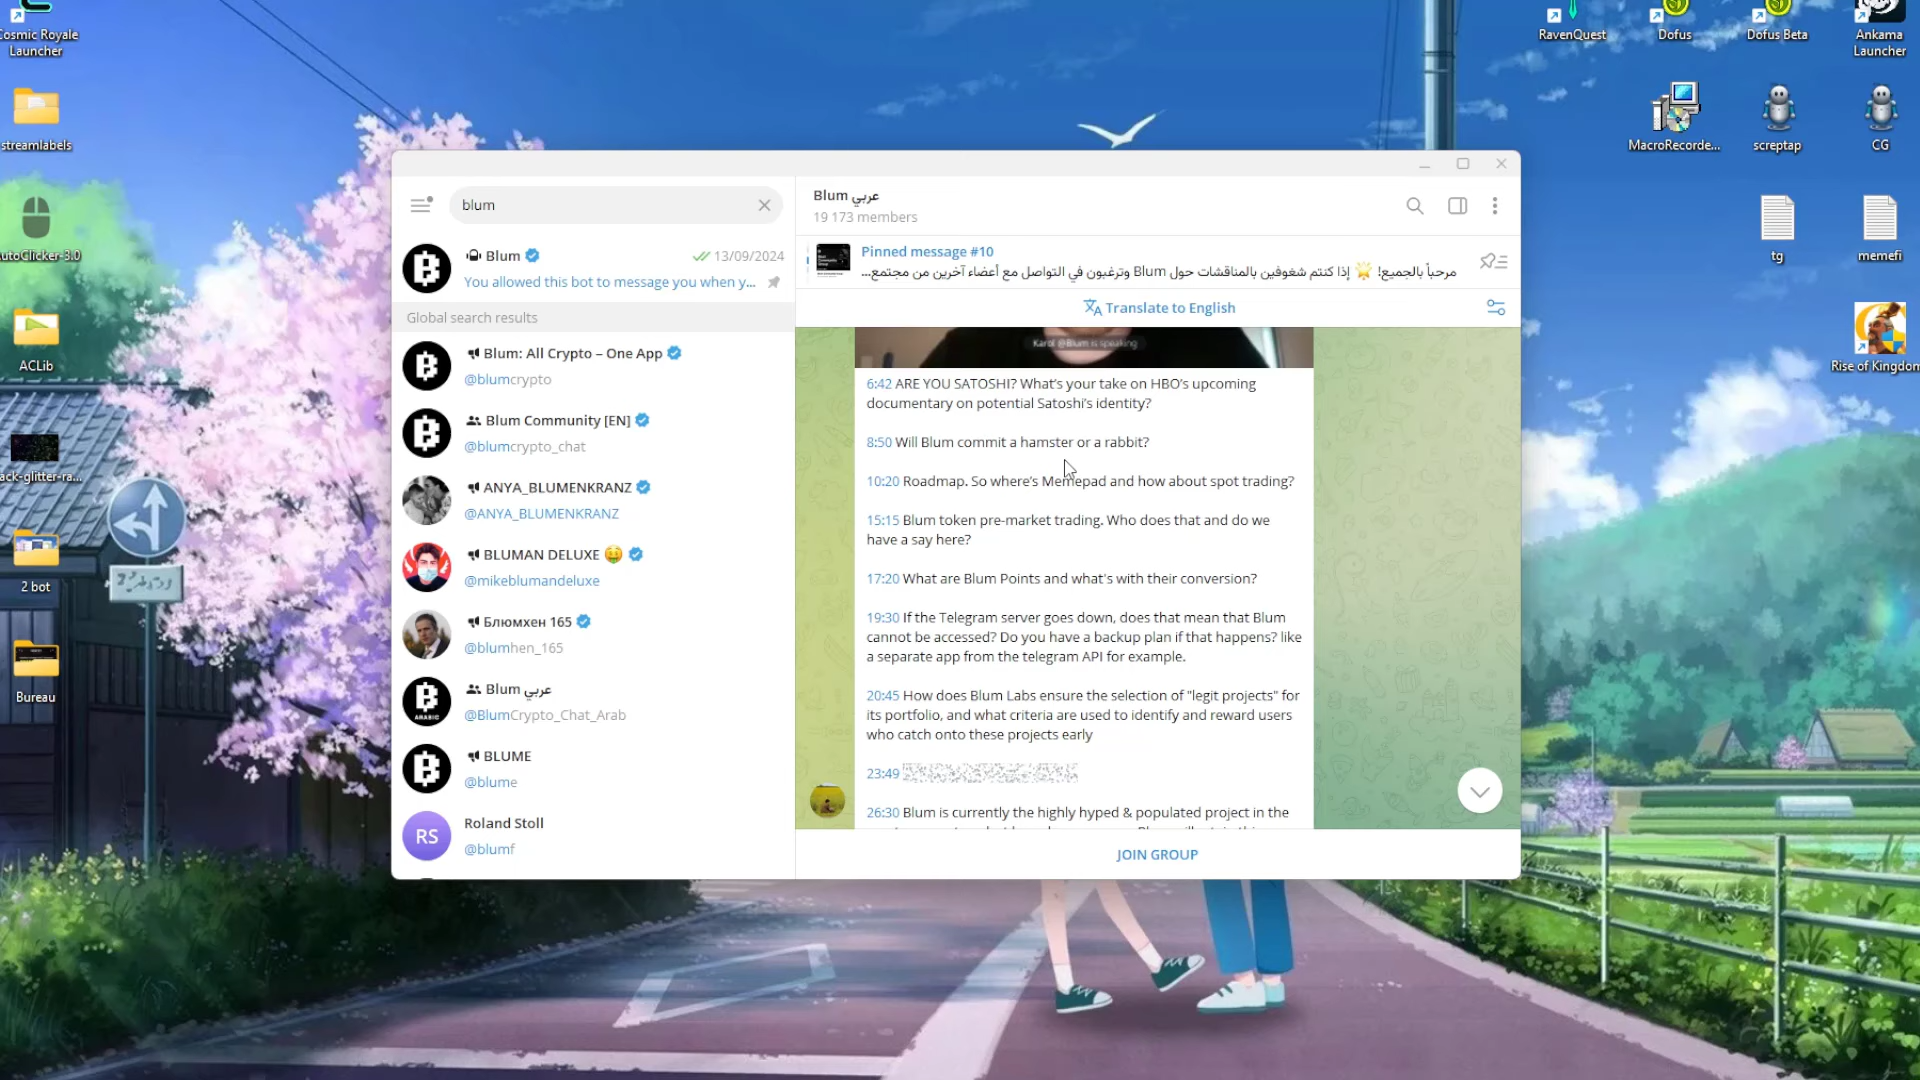 Cosmic Royale
Launcher
streamlabels
AutoClicker-3.0
ACLib
ack-glitter-ra...
2 bot
Bureau
RavenQuest
Dofus
Dofus Beta
Ankama
Launcher
MacroRecorde...
screptap
CG
tg
memefi
Rise of Kingdom
blum
Blum
13/09/2024
You allowed this bot to message you when y...
Global search results
Blum: All Crypto – One App
@blumcrypto
Blum Community [EN]
@blumcrypto_chat
ANYA_BLUMENKRANZ
@ANYA_BLUMENKRANZ
BLUMAN DELUXE 🤑
@mikeblumandeluxe
Блюмхен 165
@blumhen_165
ARABIC
Blum عربي
@BlumCrypto_Chat_Arab
BLUME
@blume
RS
Roland Stoll
@blumf
Blum عربي
19 173 members
Pinned message #10
مرحباً بالجميع! 🌟 إذا كنتم شغوفين بالمناقشات حول Blum وترغبون في التواصل مع أعضاء آخرين من مجتمع...
Translate to English
Karol @Blum is speaking
6:42 ARE YOU SATOSHI? What's your take on HBO's upcoming
documentary on potential Satoshi's identity?
8:50 Will Blum commit a hamster or a rabbit?
10:20 Roadmap. So where's Memepad and how about spot trading?
15:15 Blum token pre-market trading. Who does that and do we
have a say here?
17:20 What are Blum Points and what's with their conversion?
19:30 If the Telegram server goes down, does that mean that Blum
cannot be accessed? Do you have a backup plan if that happens? like
a separate app from the telegram API for example.
20:45 How does Blum Labs ensure the selection of "legit projects" for
its portfolio, and what criteria are used to identify and reward users
who catch onto these projects early
23:49
26:30 Blum is currently the highly hyped & populated project in the
JOIN GROUP